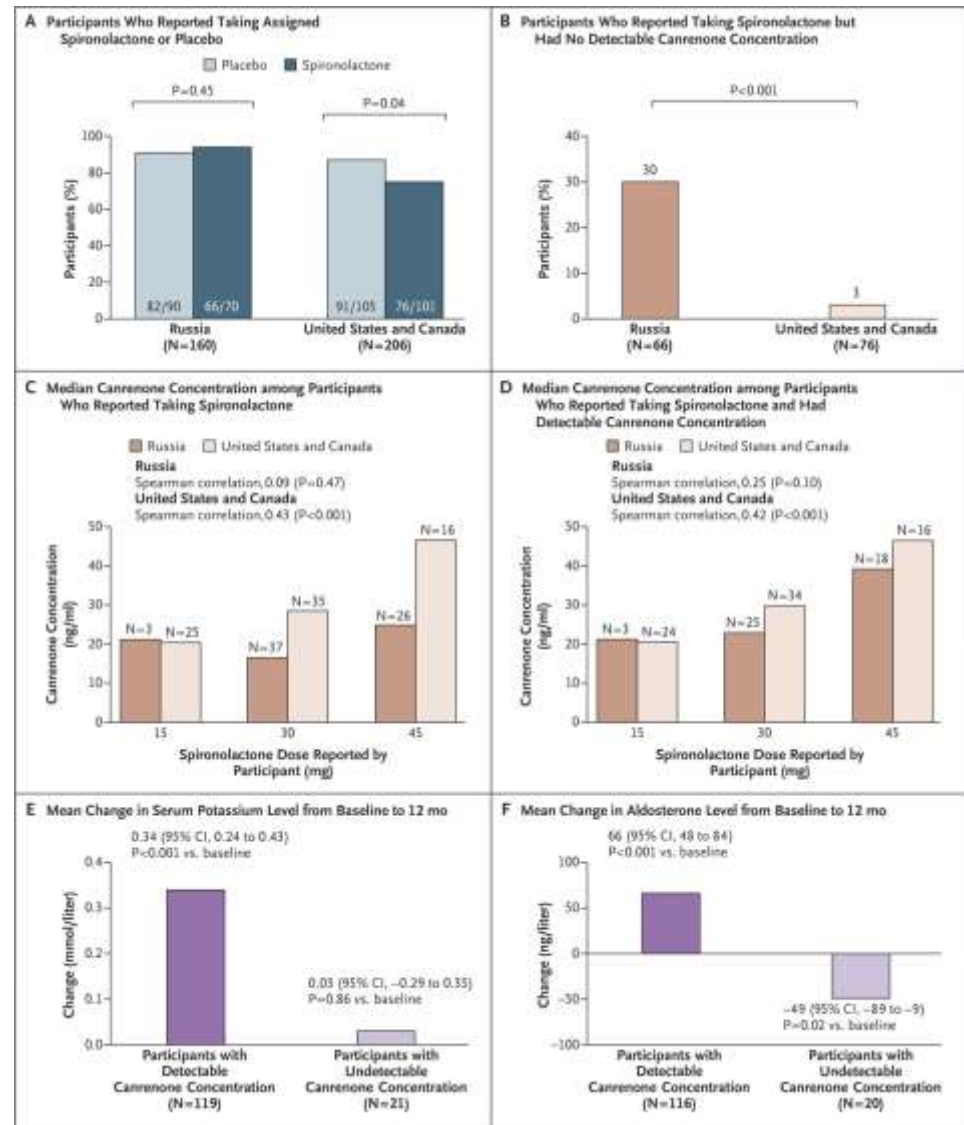 A Participants Who Reported Taking Assigned
Spironolactone or Placebo
Placebo Spironolactone
P=0.45
P=0.04
100
80
60
40
20
0
Participants (%)
82/90 66/70 91/105 76/101
Russia
(N=160)
United States and Canada
(N=206)
B Participants Who Reported Taking Spironolactone but
Had No Detectable Canrenone Concentration
P<0.001
40
30
20
10
0
Participants (%)
30
3
Russia
(N=66)
United States and Canada
(N=76)
C Median Canrenone Concentration among Participants
Who Reported Taking Spironolactone
Russia United States and Canada
Russia
Spearman correlation, 0.09 (P=0.47)
United States and Canada
Spearman correlation, 0.43 (P<0.001)
50
40
30
20
10
0
Canrenone Concentration
(ng/ml)
N=3 N=25
N=37 N=35
N=26 N=16
15 30 45
Spironolactone Dose Reported by
Participant (mg)
D Median Canrenone Concentration among Participants
Who Reported Taking Spironolactone and Had
Detectable Canrenone Concentration
Russia United States and Canada
Russia
Spearman correlation, 0.25 (P=0.10)
United States and Canada
Spearman correlation, 0.42 (P<0.001)
50
40
30
20
10
0
Canrenone Concentration
(ng/ml)
N=3 N=24
N=25 N=34
N=18 N=16
15 30 45
Spironolactone Dose Reported by
Participant (mg)
E Mean Change in Serum Potassium Level from Baseline to 12 mo
0.34 (95% CI, 0.24 to 0.43)
P<0.001 vs. baseline
0.4
0.3
0.2
0.1
0.0
Change (mmol/liter)
0.03 (95% CI, –0.29 to 0.35)
P=0.86 vs. baseline
Participants with
Detectable
Canrenone Concentration
(N=119)
Participants with
Undetectable
Canrenone Concentration
(N=21)
F Mean Change in Aldosterone Level from Baseline to 12 mo
66 (95% CI, 48 to 84)
P<0.001 vs. baseline
100
50
0
–50
–100
Change (ng/liter)
–49 (95% CI, –89 to –9)
P=0.02 vs. baseline
Participants with
Detectable
Canrenone Concentration
(N=116)
Participants with
Undetectable
Canrenone Concentration
(N=20)